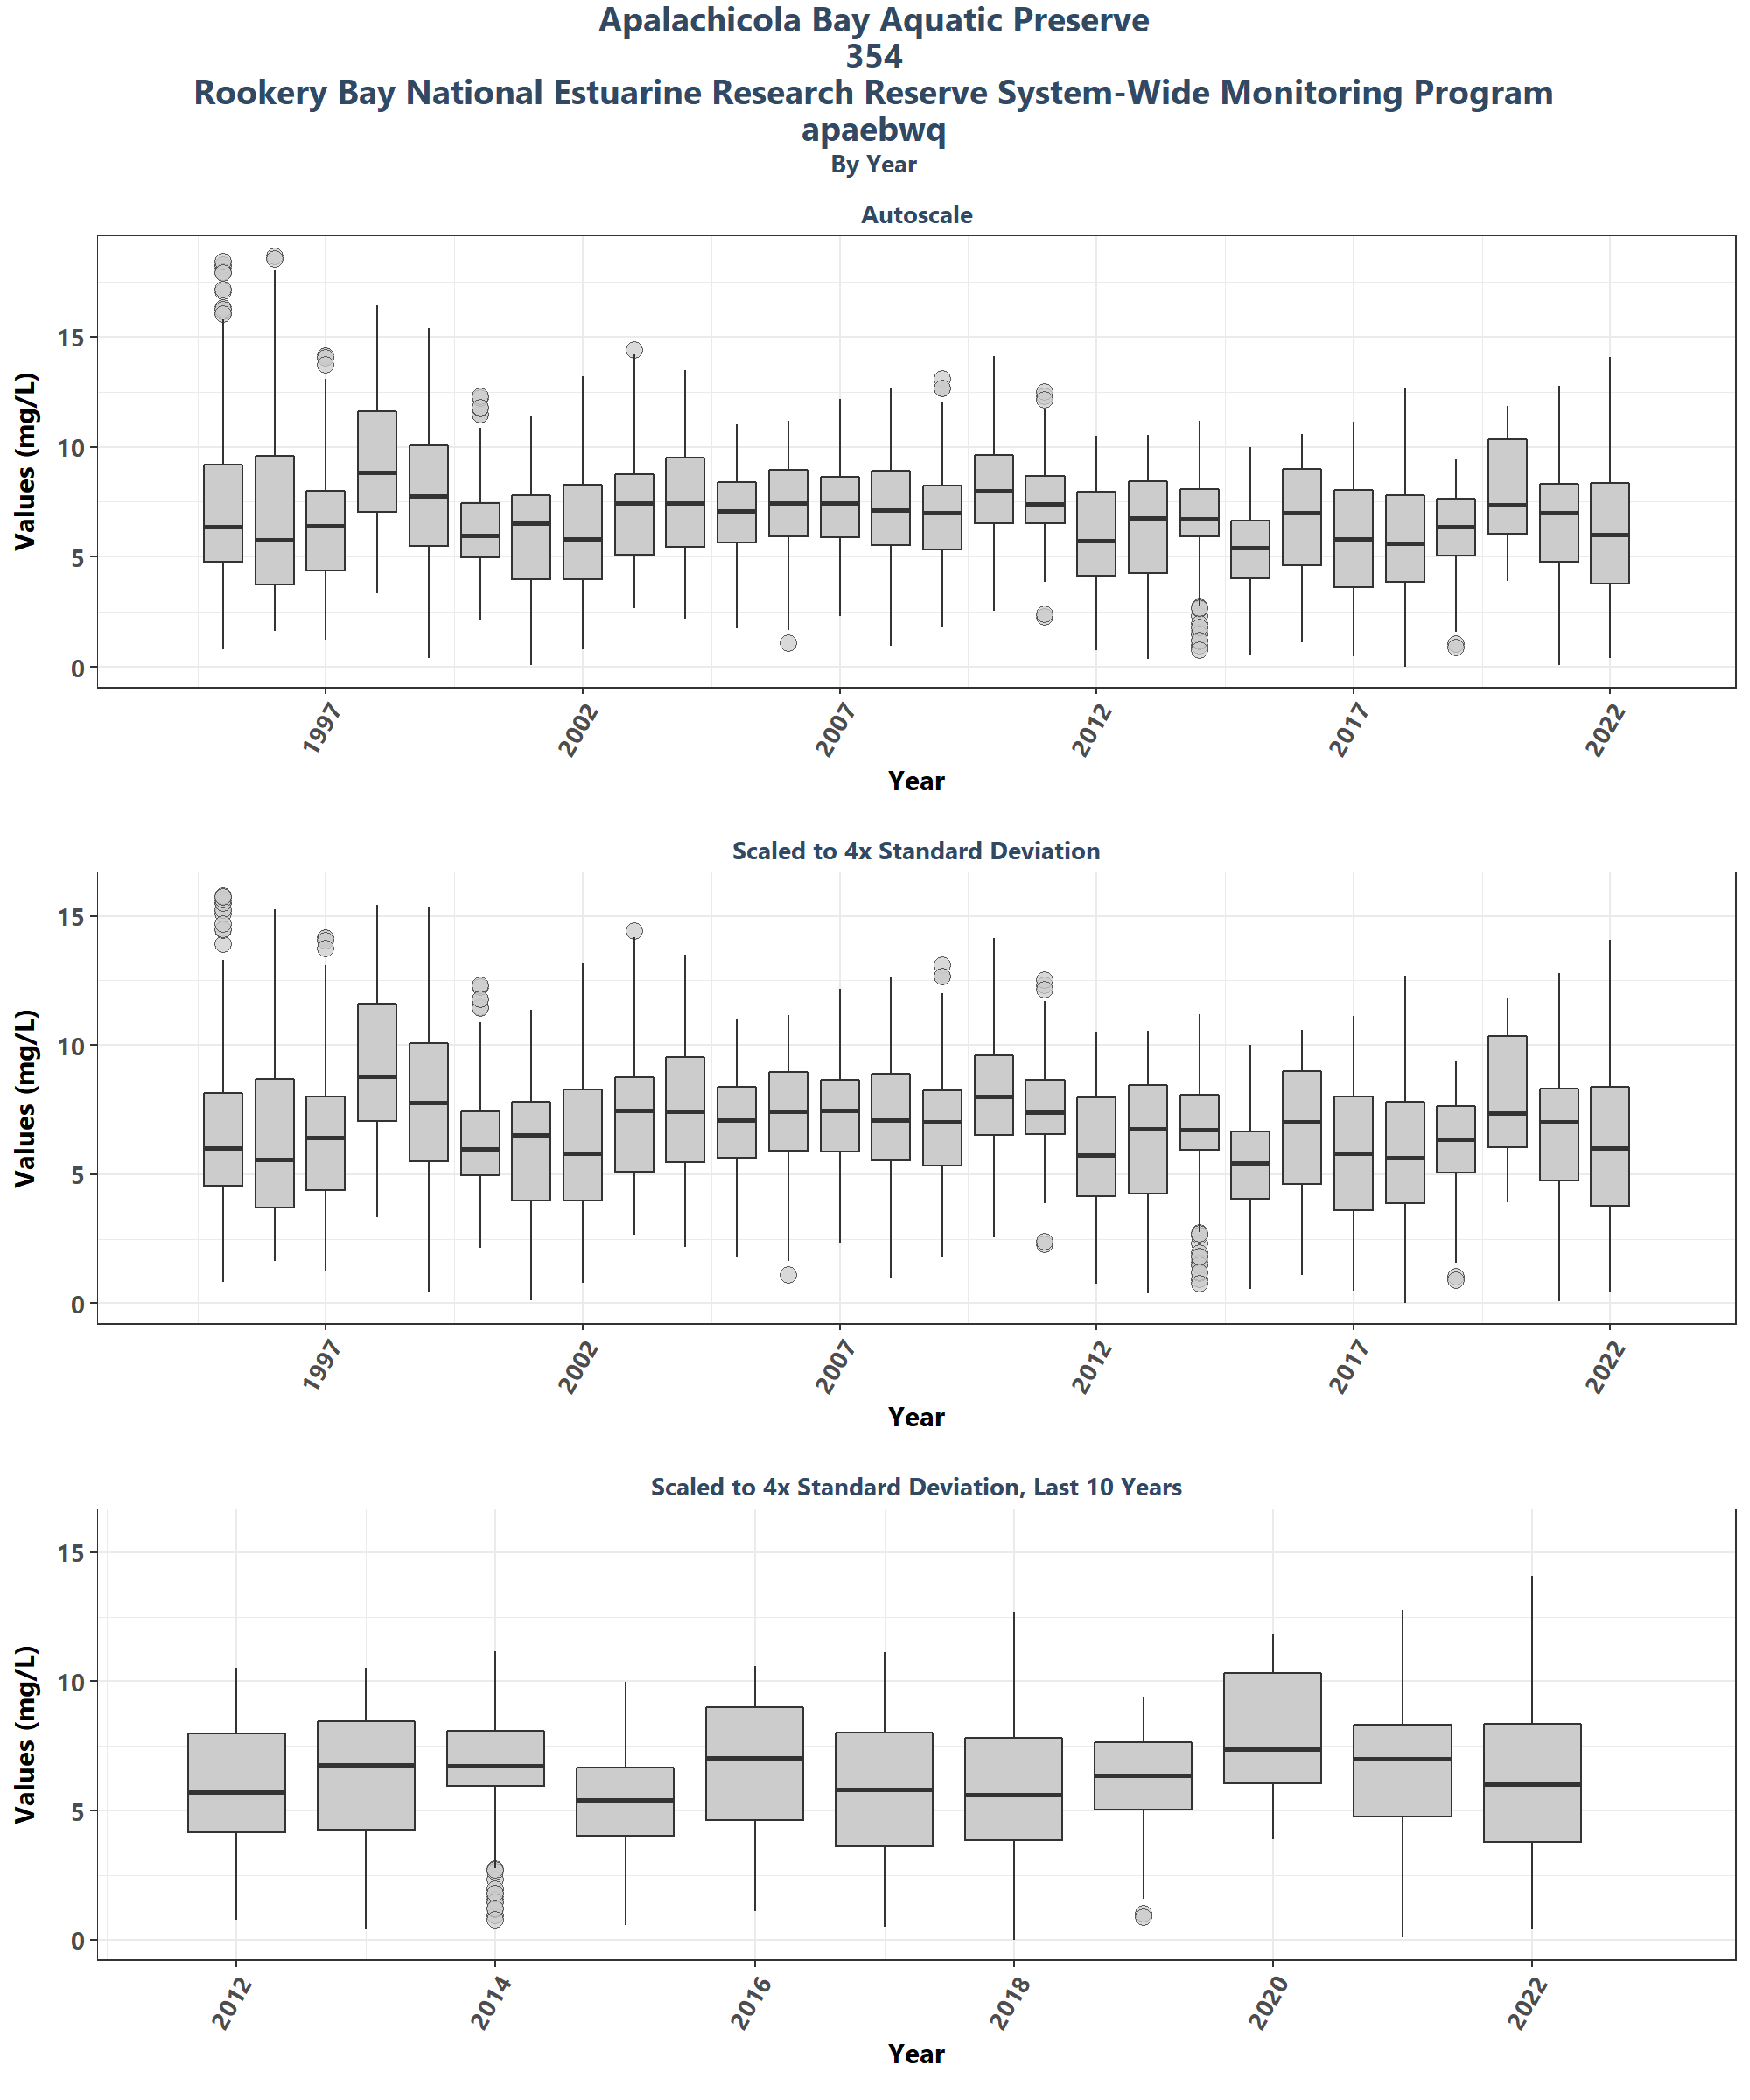 Apalachicola Bay Aquatic Preserve
354
Rookery Bay National Estuarine Research Reserve System-Wide Monitoring Program
apaebwq
By Year
Autoscale
Values (mg/L)
15
10
5
0
1997 2002 2007 2012 2017 2022
Year
Scaled to 4x Standard Deviation
Values (mg/L)
15
10
5
0
1997 2002 2007 2012 2017 2022
Year
Scaled to 4x Standard Deviation, Last 10 Years
Values (mg/L)
15
10
5
0
2012 2014 2016 2018 2020 2022
Year